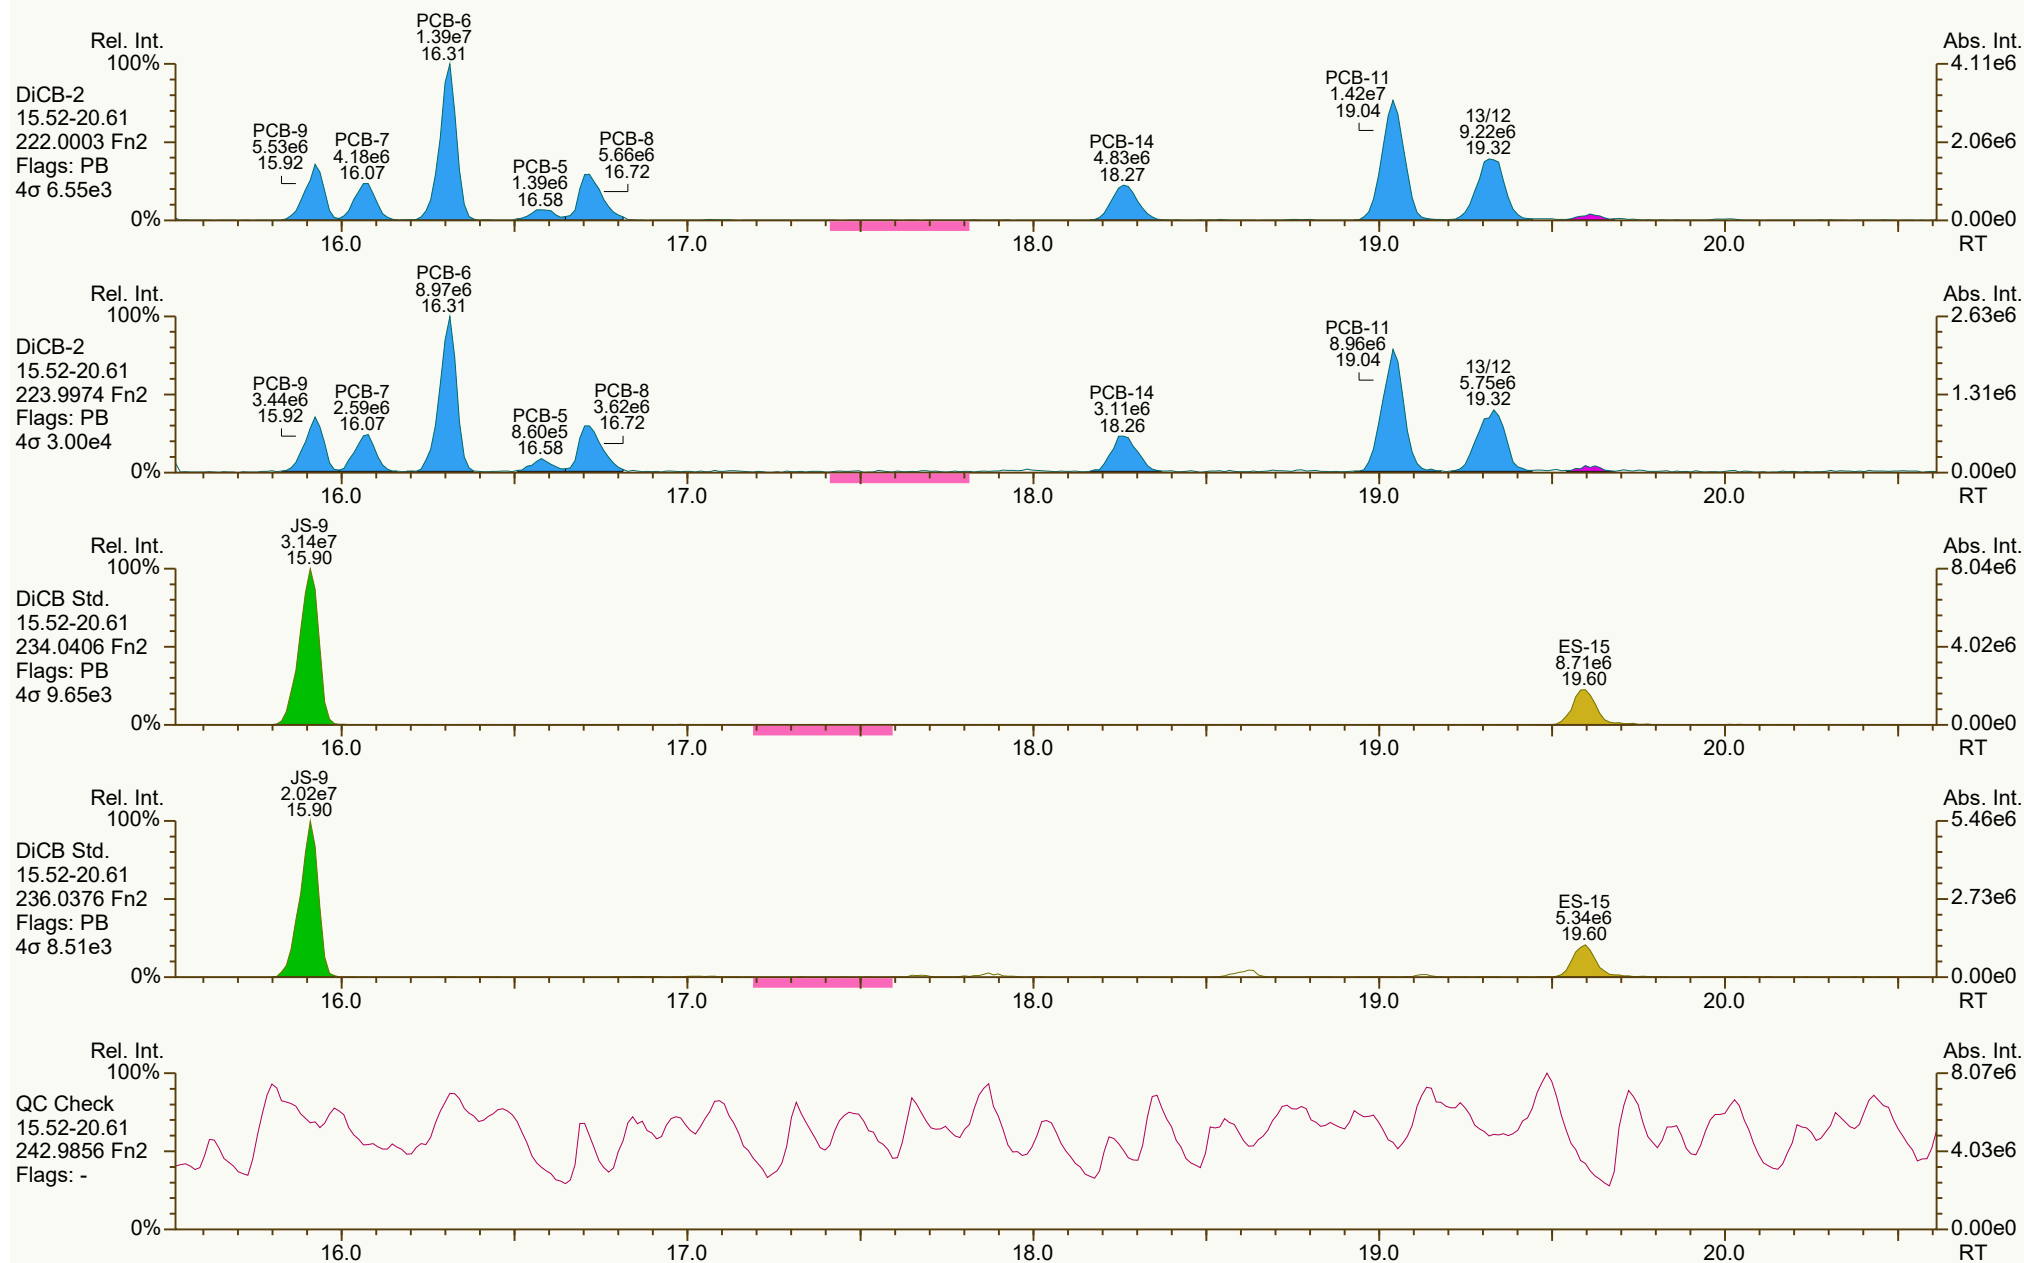 Rel. Int.
Abs. Int.
100%
0%
4.11e6
2.06e6
0.00e0
DiCB-2
15.52-20.61
222.0003 Fn2
Flags: PB
4σ 6.55e3
PCB-9
5.53e6
15.92
PCB-7
4.18e6
16.07
PCB-6
1.39e7
16.31
PCB-5
1.39e6
16.58
PCB-8
5.66e6
16.72
PCB-14
4.83e6
18.27
PCB-11
1.42e7
19.04
13/12
9.22e6
19.32
16.0 17.0 18.0 19.0 20.0 RT
Rel. Int.
Abs. Int.
100%
0%
2.63e6
1.31e6
0.00e0
DiCB-2
15.52-20.61
223.9974 Fn2
Flags: PB
4σ 3.00e4
PCB-9
3.44e6
15.92
PCB-7
2.59e6
16.07
PCB-6
8.97e6
16.31
PCB-5
8.60e5
16.58
PCB-8
3.62e6
16.72
PCB-14
3.11e6
18.26
PCB-11
8.96e6
19.04
13/12
5.75e6
19.32
16.0 17.0 18.0 19.0 20.0 RT
Rel. Int.
Abs. Int.
100%
0%
8.04e6
4.02e6
0.00e0
DiCB Std.
15.52-20.61
234.0406 Fn2
Flags: PB
4σ 9.65e3
JS-9
3.14e7
15.90
ES-15
8.71e6
19.60
16.0 17.0 18.0 19.0 20.0 RT
Rel. Int.
Abs. Int.
100%
0%
5.46e6
2.73e6
0.00e0
DiCB Std.
15.52-20.61
236.0376 Fn2
Flags: PB
4σ 8.51e3
JS-9
2.02e7
15.90
ES-15
5.34e6
19.60
16.0 17.0 18.0 19.0 20.0 RT
Rel. Int.
Abs. Int.
100%
0%
8.07e6
4.03e6
0.00e0
QC Check
15.52-20.61
242.9856 Fn2
Flags: -
16.0 17.0 18.0 19.0 20.0 RT